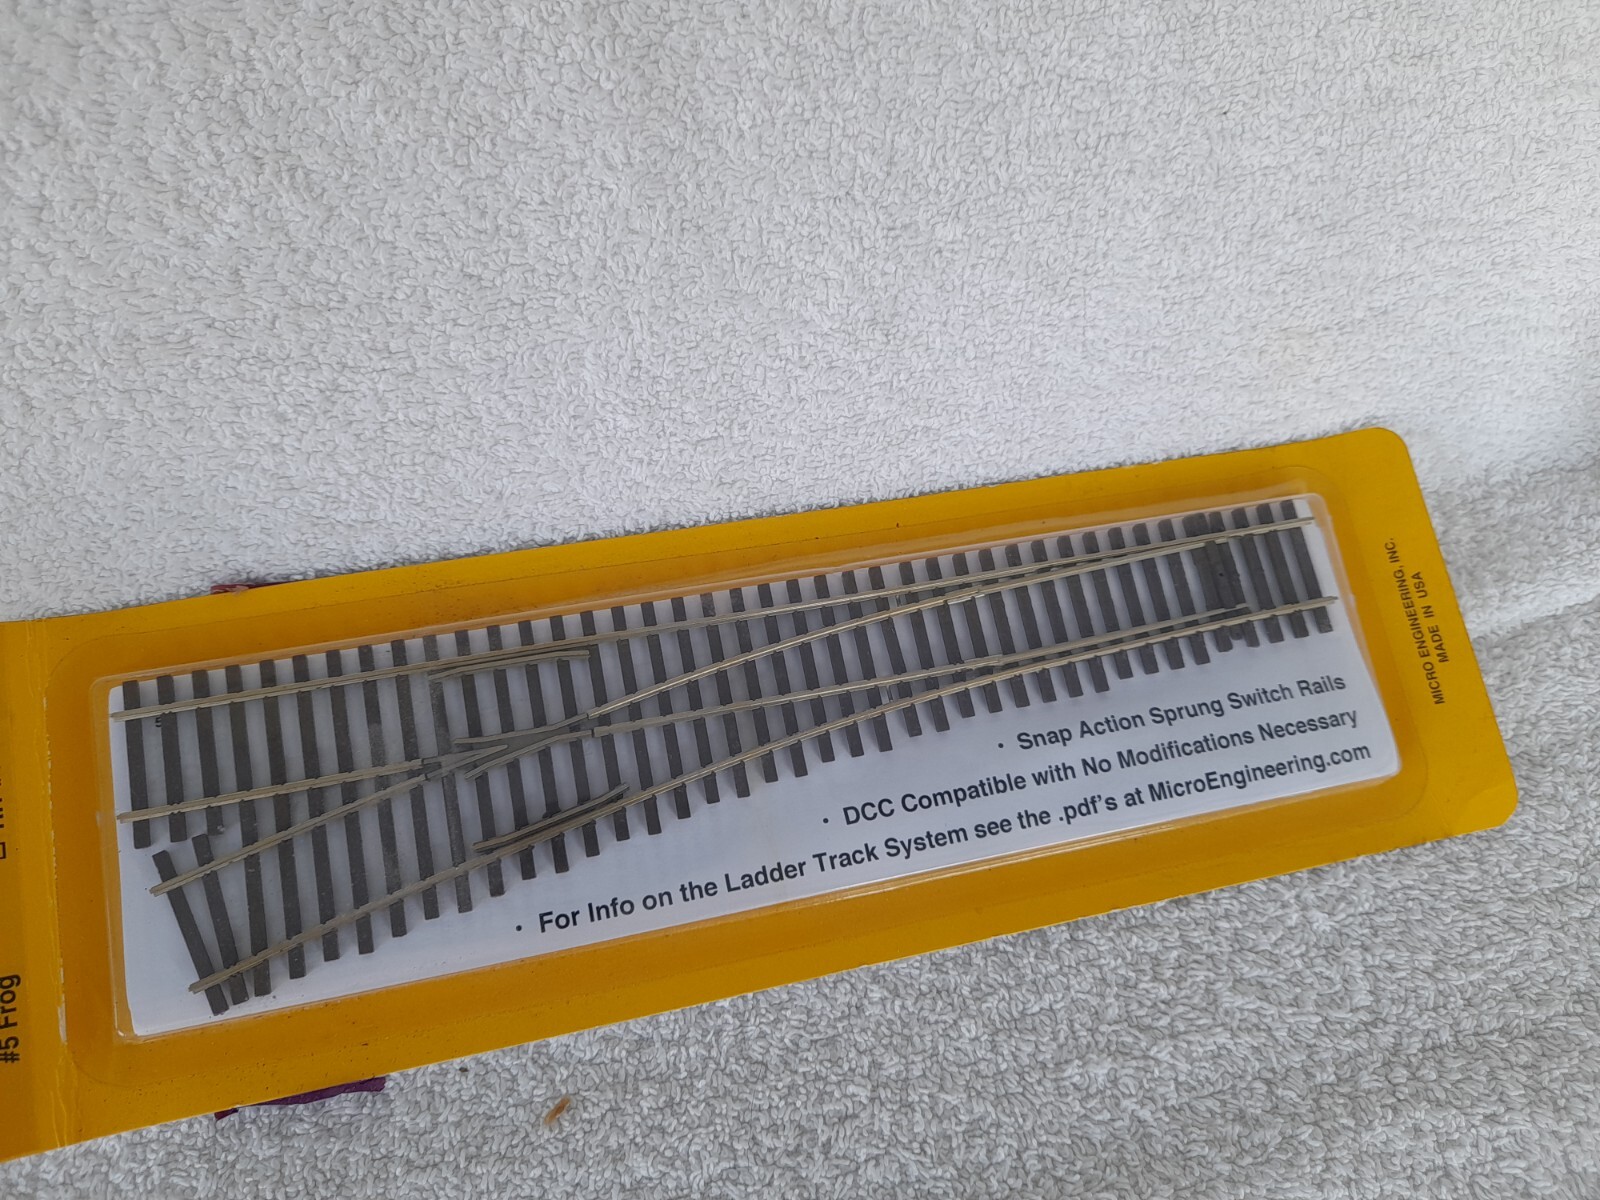 • Snap Action Sprung Switch Rails
• DCC Compatible with No Modifications Necessary
• For Info on the Ladder Track System see the .pdf's at MicroEngineering.com
MICRO ENGINEERING, INC.
MADE IN USA
#5 Frog